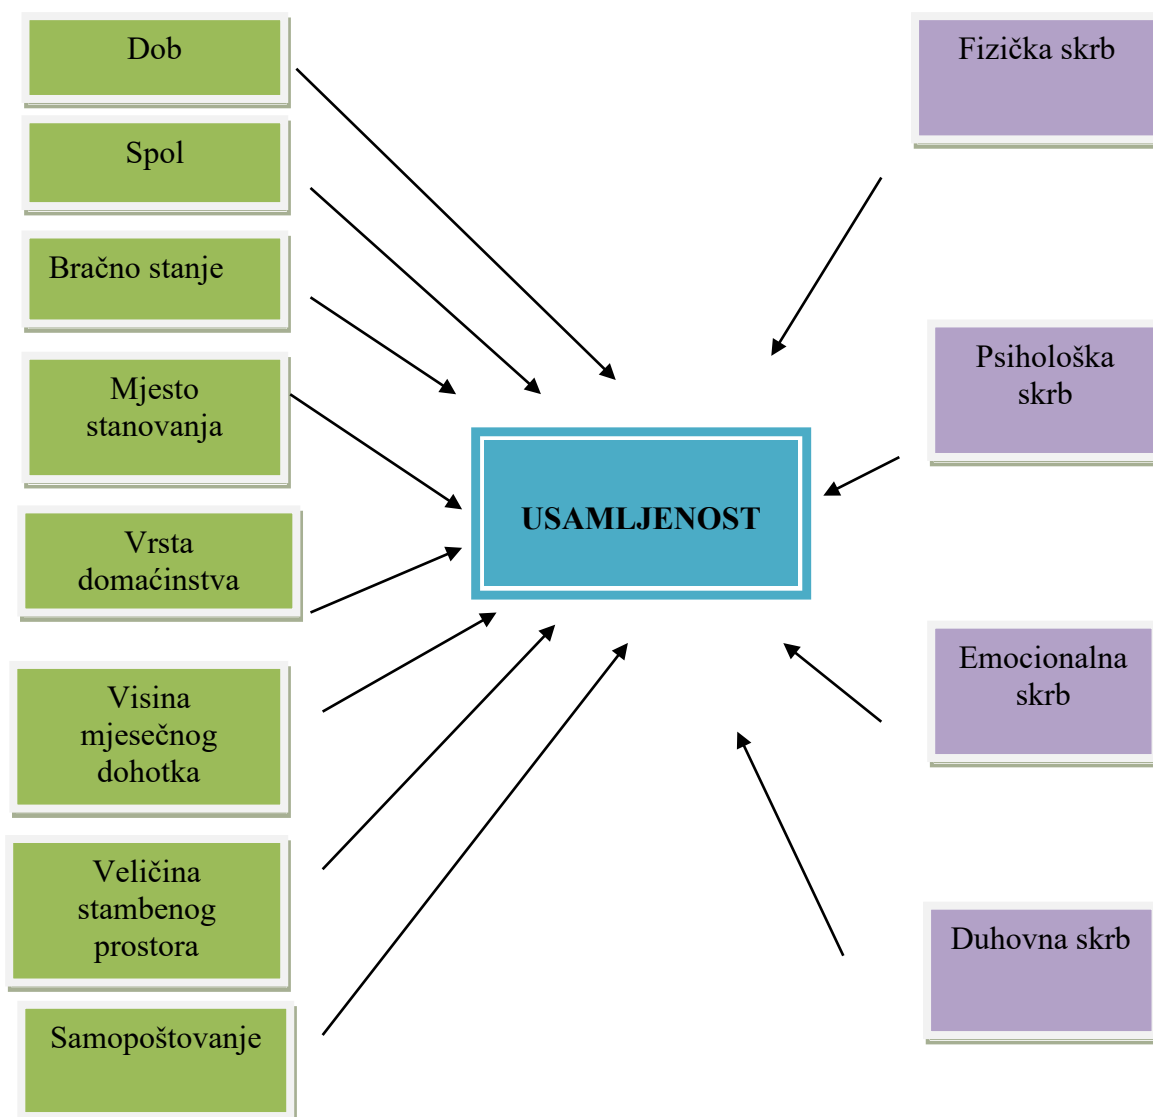 Dob
Spol
Bračno stanje
Mjesto
stanovanja
Vrsta
domaćinstva
Visina
mjesečnog
dohotka
Veličina
stambenog
prostora
Samopoštovanje
USAMLJENOST
Fizička skrb
Psihološka
skrb
Emocionalna
skrb
Duhovna skrb